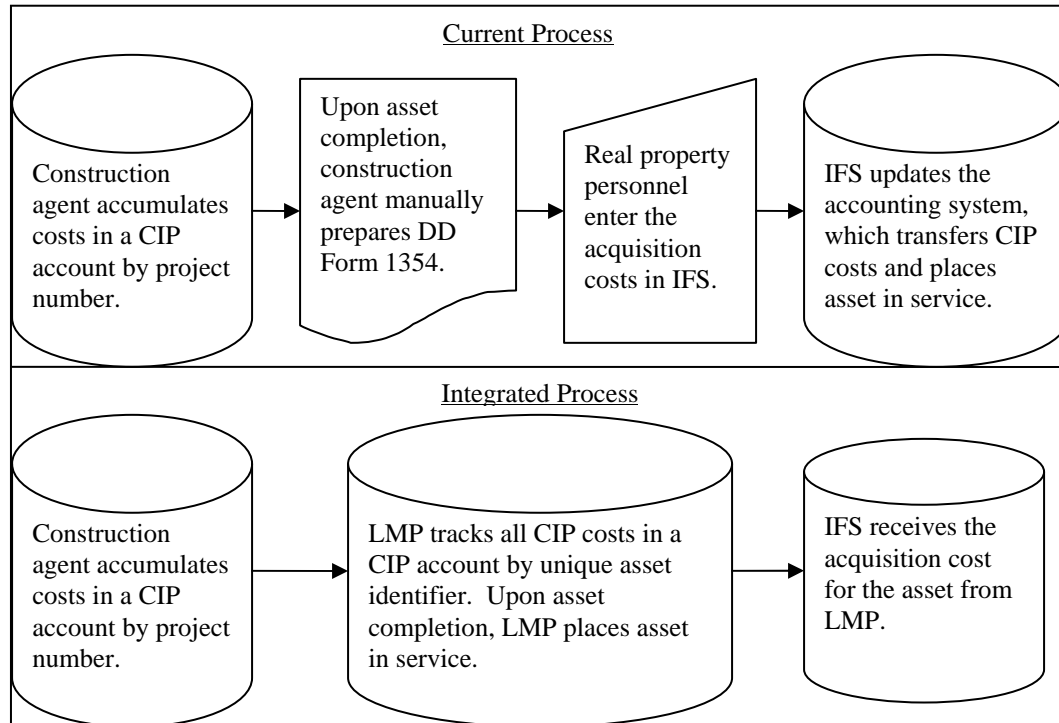 Current Process
Construction
agent accumulates
costs in a CIP
account by project
number.
Upon asset
completion,
construction
agent manually
prepares DD
Form 1354.
Real property
personnel
enter the
acquisition
costs in IFS.
IFS updates the
accounting system,
which transfers CIP
costs and places
asset in service.
Integrated Process
Construction
agent accumulates
costs in a CIP
account by project
number.
LMP tracks all CIP costs in a
CIP account by unique asset
identifier.  Upon asset
completion, LMP places asset
in service.
IFS receives the
acquisition cost
for the asset from
LMP.